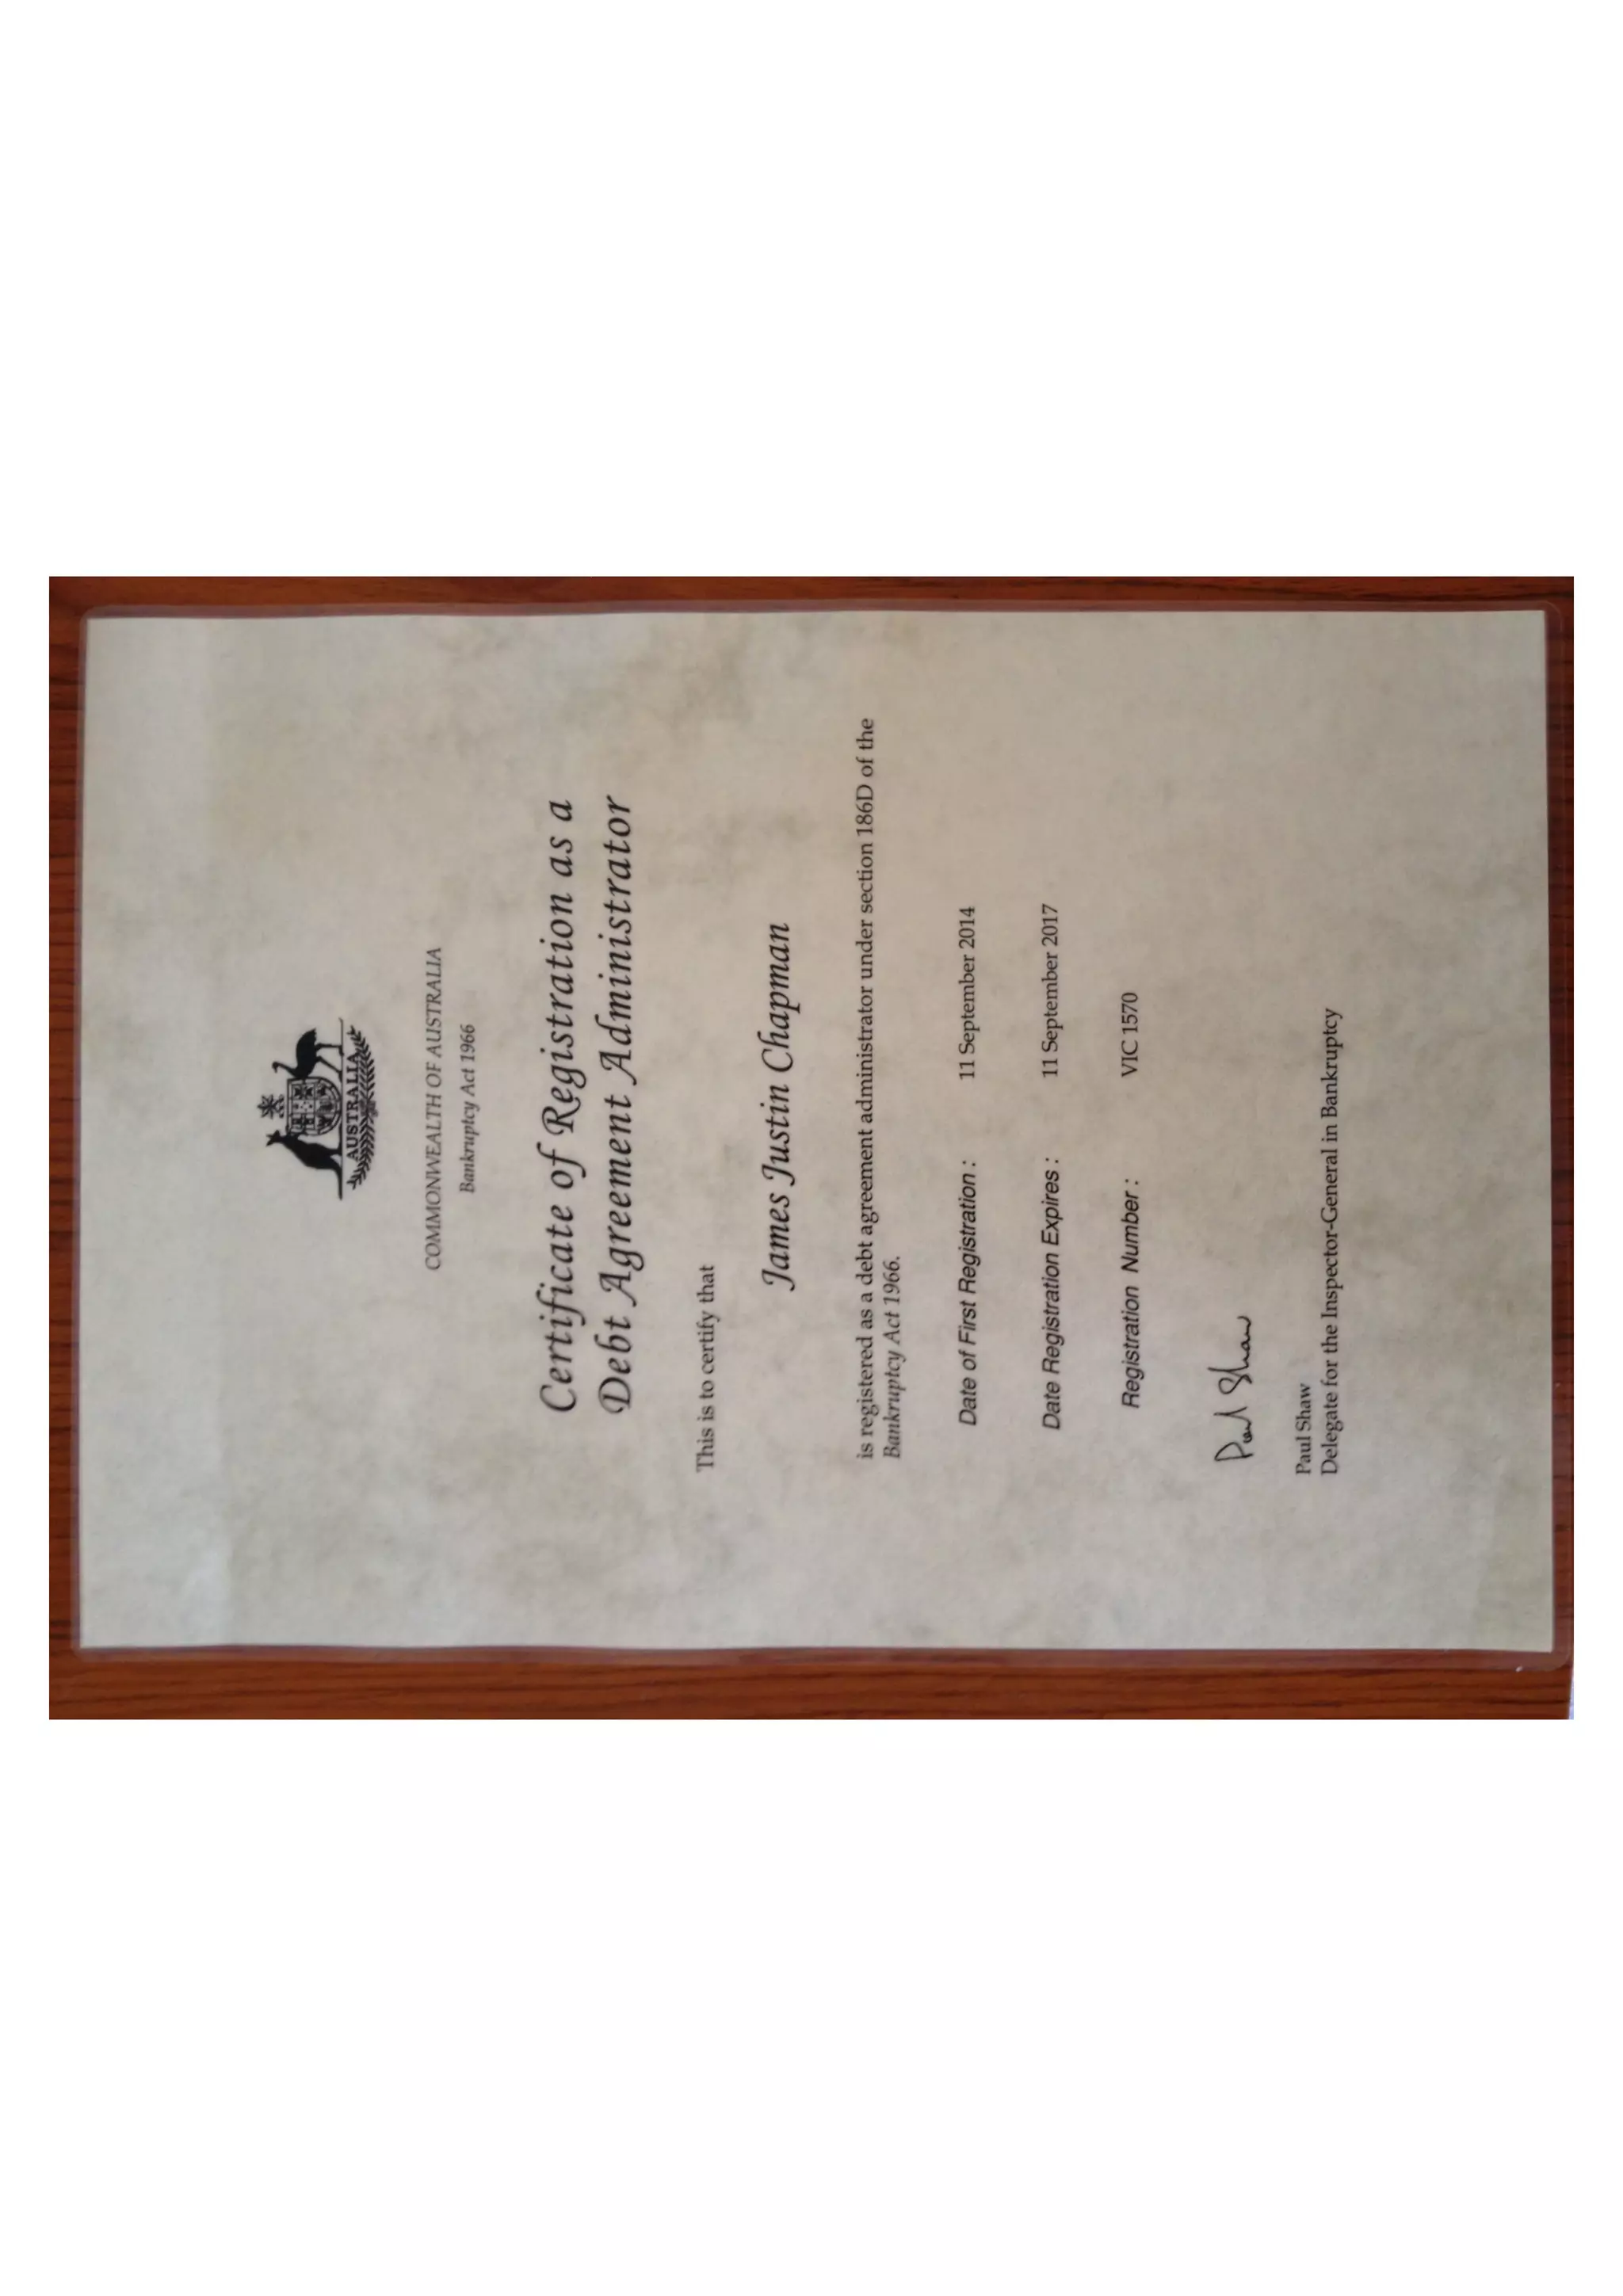 AUSTRALIA
COMMONWEALTH OF AUSTRALIA
Bankruptcy Act 1966
Certificate of Registration as a
Debt Agreement Administrator
This is to certify that
James Justin Chapman
is registered as a debt agreement administrator under section 186D of the
Bankruptcy Act 1966.
Date of First Registration : 11 September 2014
Date Registration Expires : 11 September 2017
Registration Number : VIC 1570
Paul Shaw
Paul Shaw
Delegate for the Inspector-General in Bankruptcy